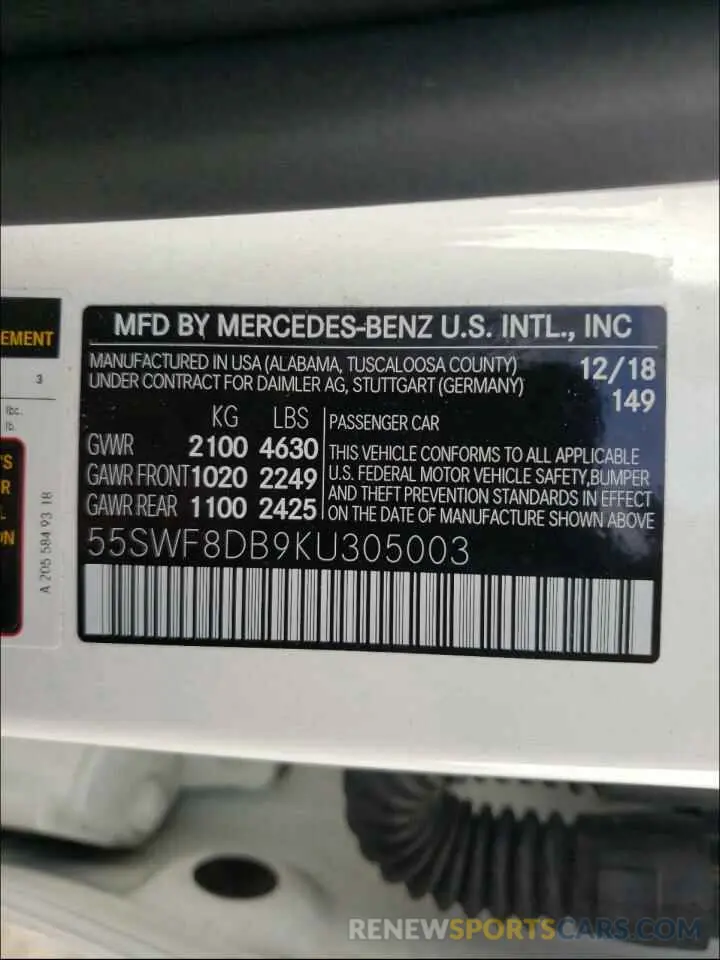 MFD BY MERCEDES-BENZ U.S. INTL., INC
MANUFACTURED IN USA (ALABAMA, TUSCALOOSA COUNTY)
UNDER CONTRACT FOR DAIMLER AG, STUTTGART (GERMANY)
12/18
149
KG LBS
GVWR 2100 4630
GAWR FRONT 1020 2249
GAWR REAR 1100 2425
PASSENGER CAR
THIS VEHICLE CONFORMS TO ALL APPLICABLE
U.S. FEDERAL MOTOR VEHICLE SAFETY,BUMPER
AND THEFT PREVENTION STANDARDS IN EFFECT
ON THE DATE OF MANUFACTURE SHOWN ABOVE
55SWF8DB9KU305003
EMENT
3
lbc.
lb.
'S
R
L
ON
A 205 584 93 18
RENEWSPORTSCARS.COM